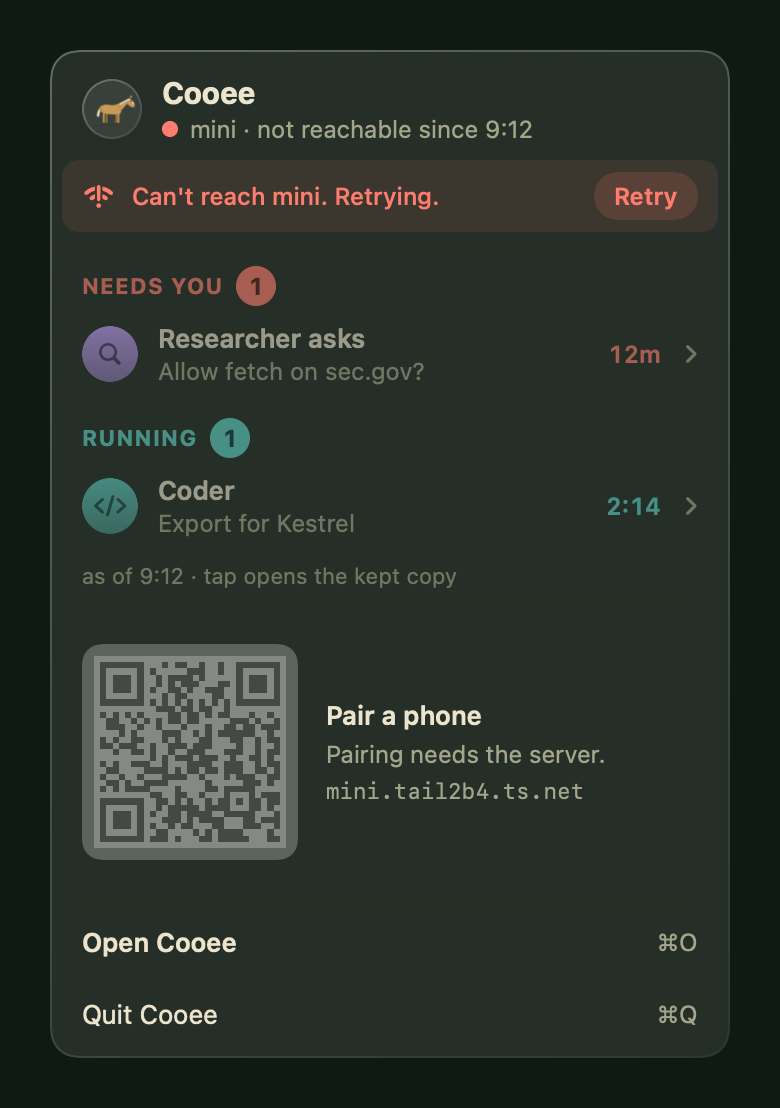 Cooee
mini · not reachable since 9:12
Can't reach mini. Retrying.
Retry
NEEDS YOU 1
Researcher asks
Allow fetch on sec.gov?
12m
RUNNING 1
Coder
Export for Kestrel
2:14
as of 9:12 · tap opens the kept copy
Pair a phone
Pairing needs the server.
mini.tail2b4.ts.net
Open Cooee ⌘O
Quit Cooee ⌘Q